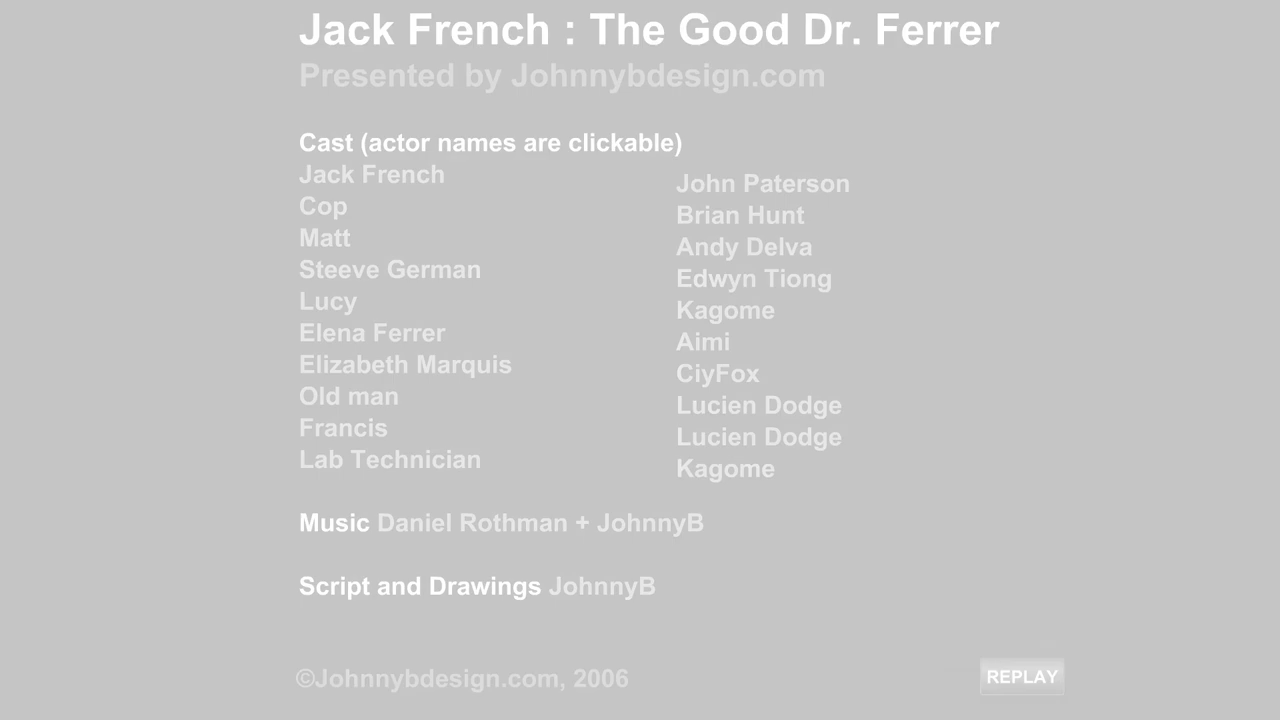 Jack French : The Good Dr. Ferrer
Presented by Johnnybdesign.com
Cast (actor names are clickable)
Jack French John Paterson
Cop Brian Hunt
Matt Andy Delva
Steeve German Edwyn Tiong
Lucy Kagome
Elena Ferrer Aimi
Elizabeth Marquis CiyFox
Old man Lucien Dodge
Francis Lucien Dodge
Lab Technician Kagome
Music Daniel Rothman + JohnnyB
Script and Drawings JohnnyB
©Johnnybdesign.com, 2006
REPLAY